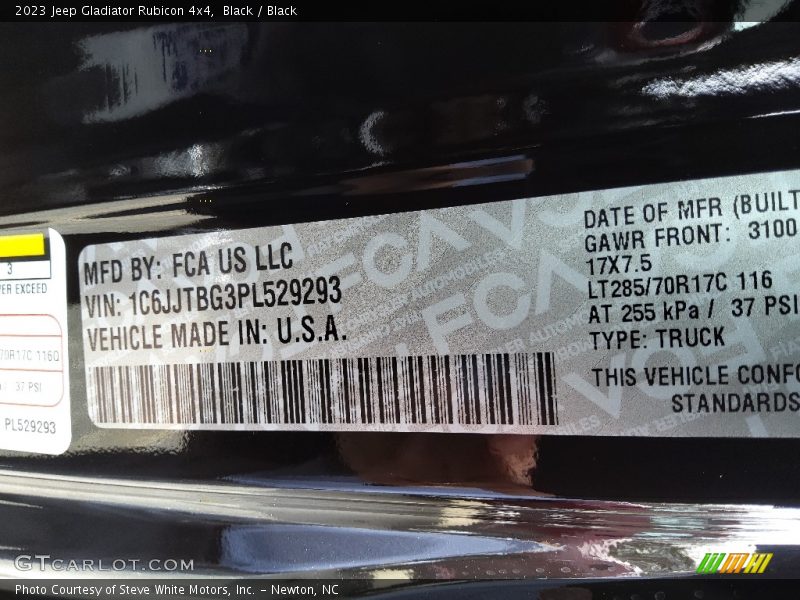 2023 Jeep Gladiator Rubicon 4x4, Black / Black
3
VER EXCEED
70R17C 116Q
37 PSI
PL529293
MFD BY: FCA US LLC
VIN: 1C6JJTBG3PL529293
VEHICLE MADE IN: U.S.A.
DATE OF MFR (BUILT
GAWR FRONT: 3100
17X7.5
LT285/70R17C 116
AT 255 kPa / 37 PSI
TYPE: TRUCK
THIS VEHICLE CONFO
STANDARDS
GTCARLOT.COM
Photo Courtesy of Steve White Motors, Inc. – Newton, NC